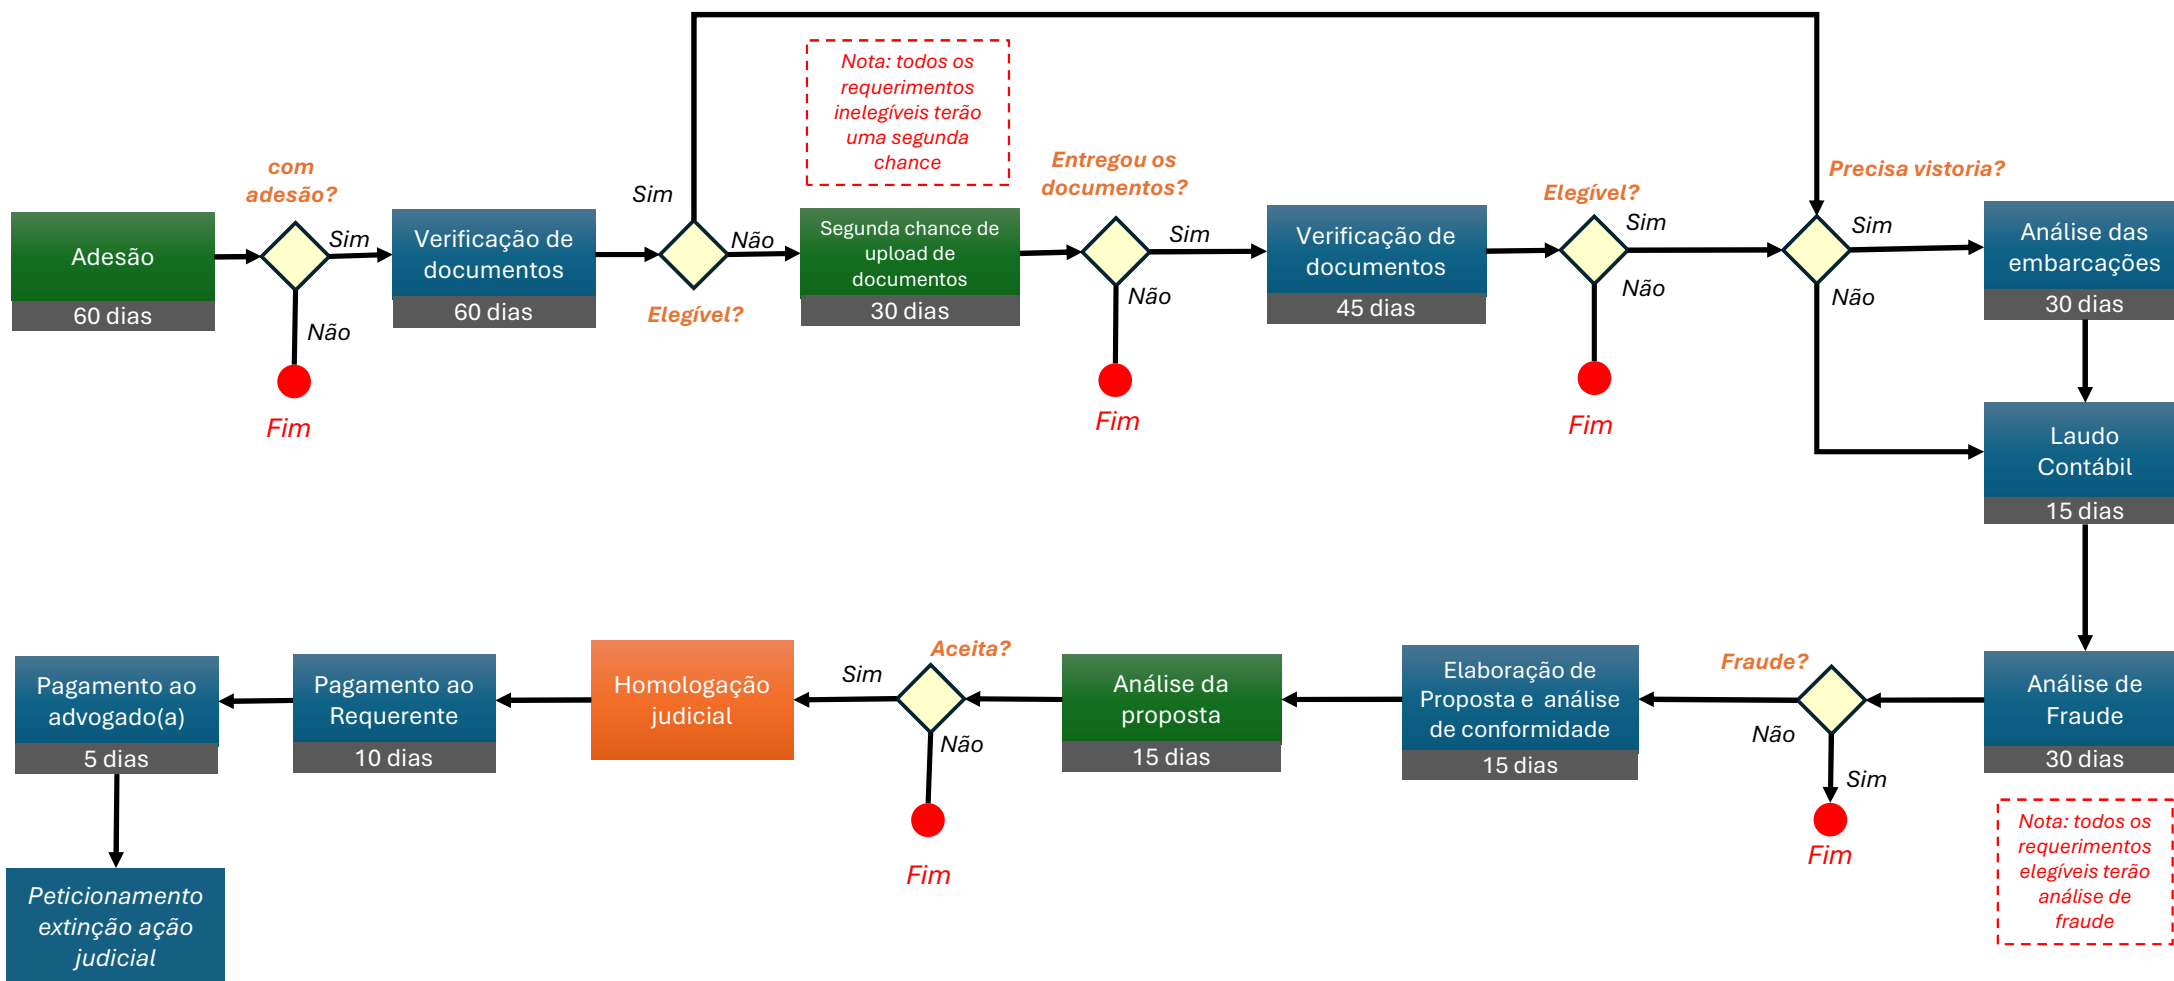 Nota: todos os
requerimentos
inelegíveis terão
uma segunda
chance
com
adesão?
Sim
Não
Fim
Adesão
60 dias
Verificação de
documentos
60 dias
Sim
Não
Elegível?
Segunda chance de
upload de
documentos
30 dias
Entregou os
documentos?
Sim
Não
Fim
Verificação de
documentos
45 dias
Elegível?
Sim
Não
Fim
Precisa vistoria?
Sim
Não
Análise das
embarcações
30 dias
Laudo
Contábil
15 dias
Análise de
Fraude
30 dias
Nota: todos os
requerimentos
elegíveis terão
análise de
fraude
Fraude?
Não
Sim
Fim
Elaboração de
Proposta e análise
de conformidade
15 dias
Análise da
proposta
15 dias
Aceita?
Sim
Não
Fim
Homologação
judicial
Pagamento ao
Requerente
10 dias
Pagamento ao
advogado(a)
5 dias
Peticionamento
extinção ação
judicial